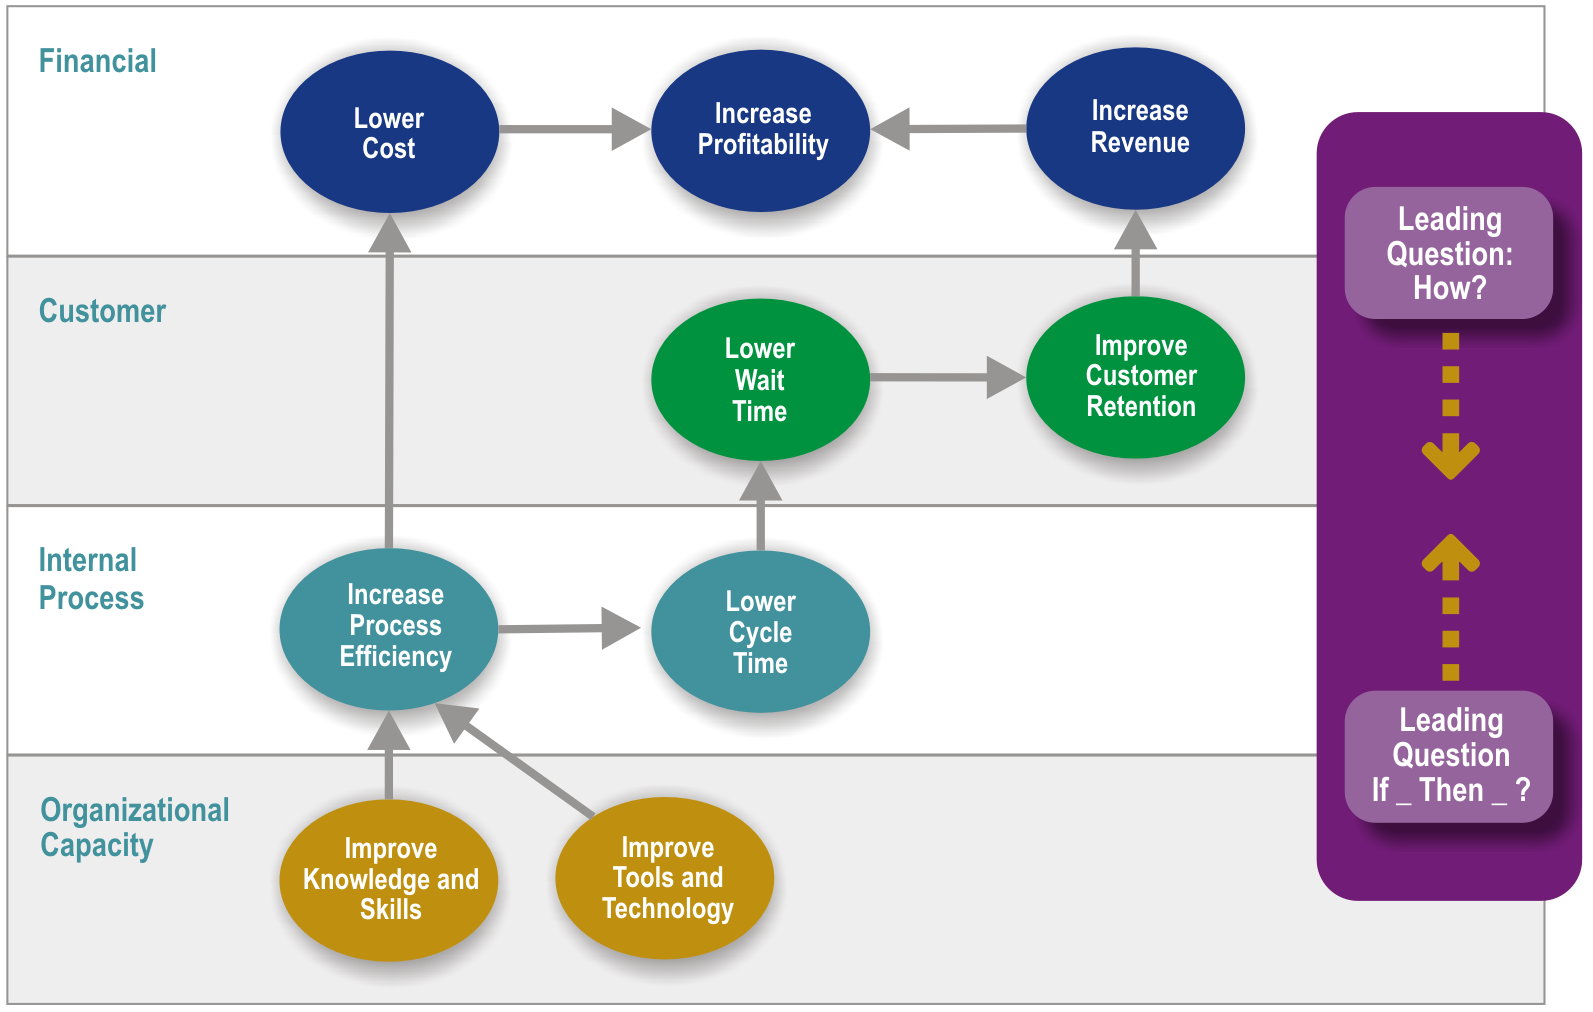 Financial
Lower
Cost
Increase
Profitability
Increase
Revenue
Customer
Lower
Wait
Time
Improve
Customer
Retention
Internal
Process
Increase
Process
Efficiency
Lower
Cycle
Time
Organizational
Capacity
Improve
Knowledge and
Skills
Improve
Tools and
Technology
Leading
Question:
How?
Leading
Question
If _ Then _ ?